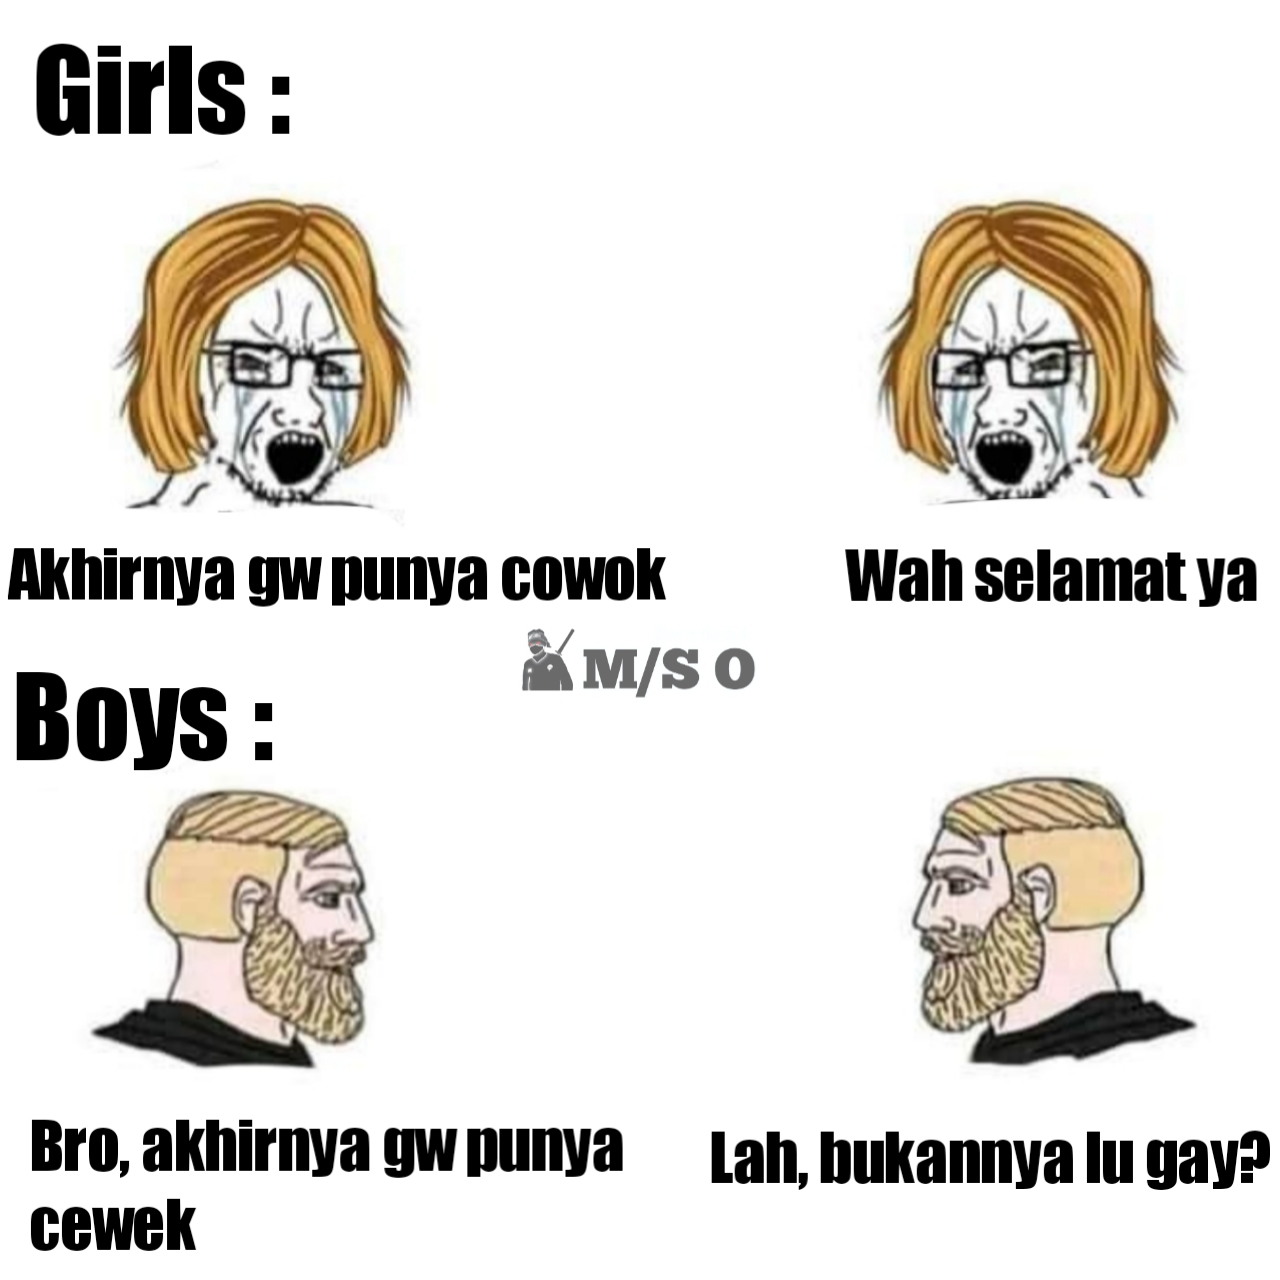 Girls :
Akhirnya gw punya cowok
Wah selamat ya
M/S O
Boys :
Bro, akhirnya gw punya
cewek
Lah, bukannya lu gay?